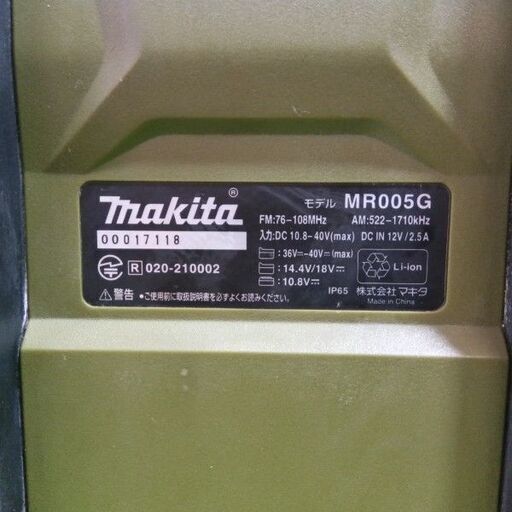 makita®
モデル MR005G
00017118
FM:76-108MHz AM:522-1710kHz
入力:DC 10.8-40V(max) DC IN 12V / 2.5A
:36V⎓-40V⎓(max)
:14.4V/18V⎓
:10.8V⎓
Li-ion
R 020-210002
⚠警告 ●ご使用前に取扱説明書を必ずよくお読みください。
IP65 株式会社マキタ
Made in China